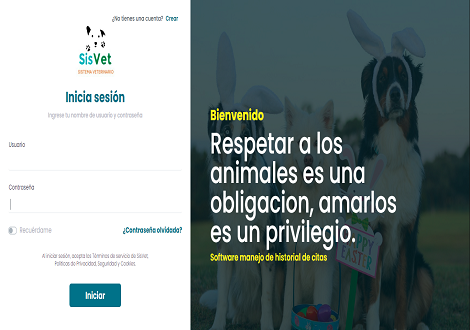 ¿No tienes una cuenta? Crear
SisVet
SISTEMA VETERINARIO
Inicia sesión
Ingrese tu nombre de usuario y contraseña
Usuario
Contraseña
Recuérdame
¿Contraseña olvidada?
Al iniciar sesión, acepta los Términos de servicio de SisVet,
Políticas de Privacidad, Seguridad y Cookies.
Iniciar
Bienvenido
Respetar a los
animales es una
obligacion, amarlos
es un privilegio.
Software manejo de historial de citas
HAPPY
EASTER